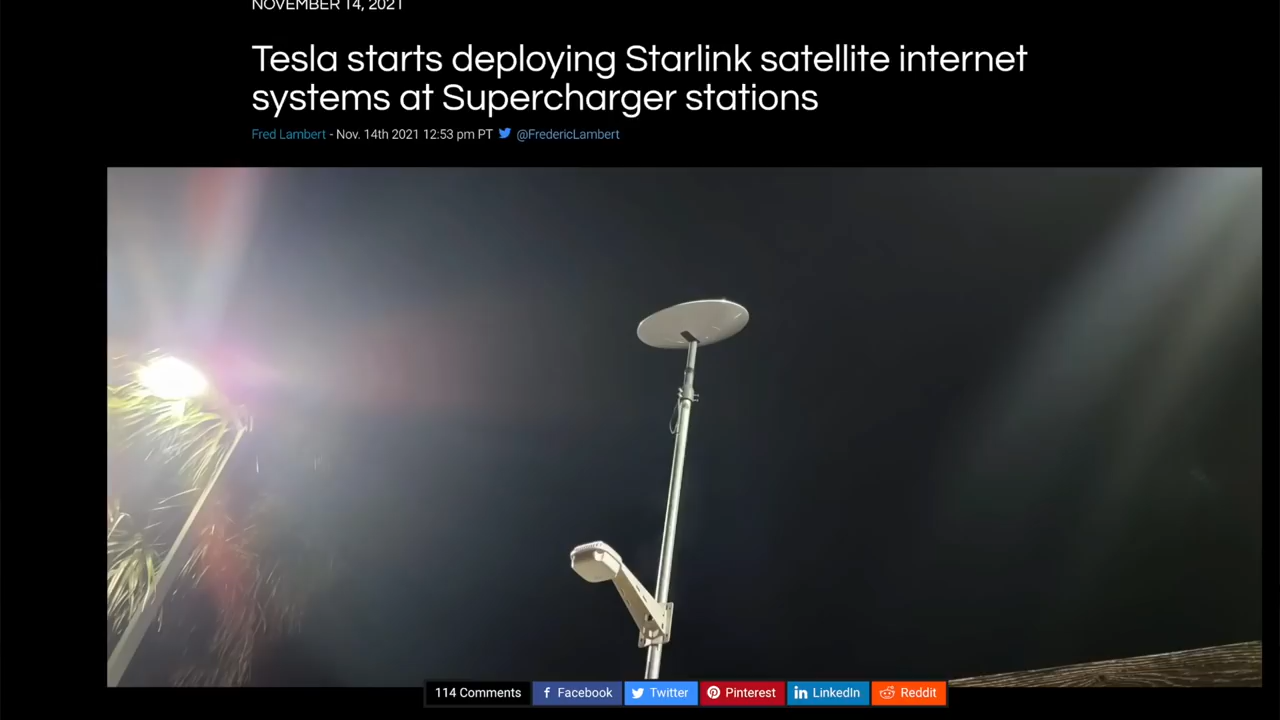 NOVEMBER 14, 2021
Tesla starts deploying Starlink satellite internet
systems at Supercharger stations
Fred Lambert - Nov. 14th 2021 12:53 pm PT @FredericLambert
114 Comments Facebook Twitter Pinterest LinkedIn Reddit